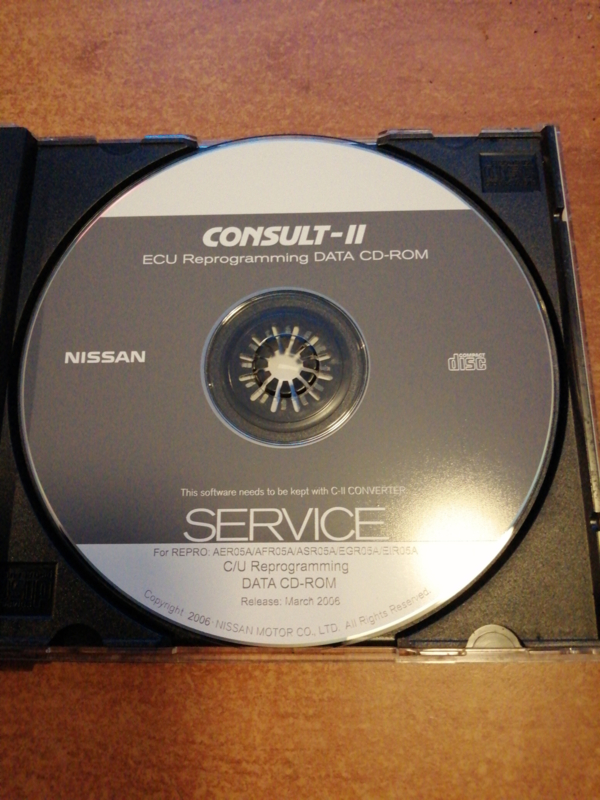 CONSULT-II
ECU Reprogramming DATA CD-ROM
NISSAN
COMPACT
disc
This software needs to be kept with C-II CONVERTER.
SERVICE
For REPRO: AER05A/AFR05A/ASR05A/EGR05A/EIR05A
C/U Reprogramming
DATA CD-ROM
Release: March 2006
Copyright 2006 · NISSAN MOTOR CO., LTD. All Rights Reserved.